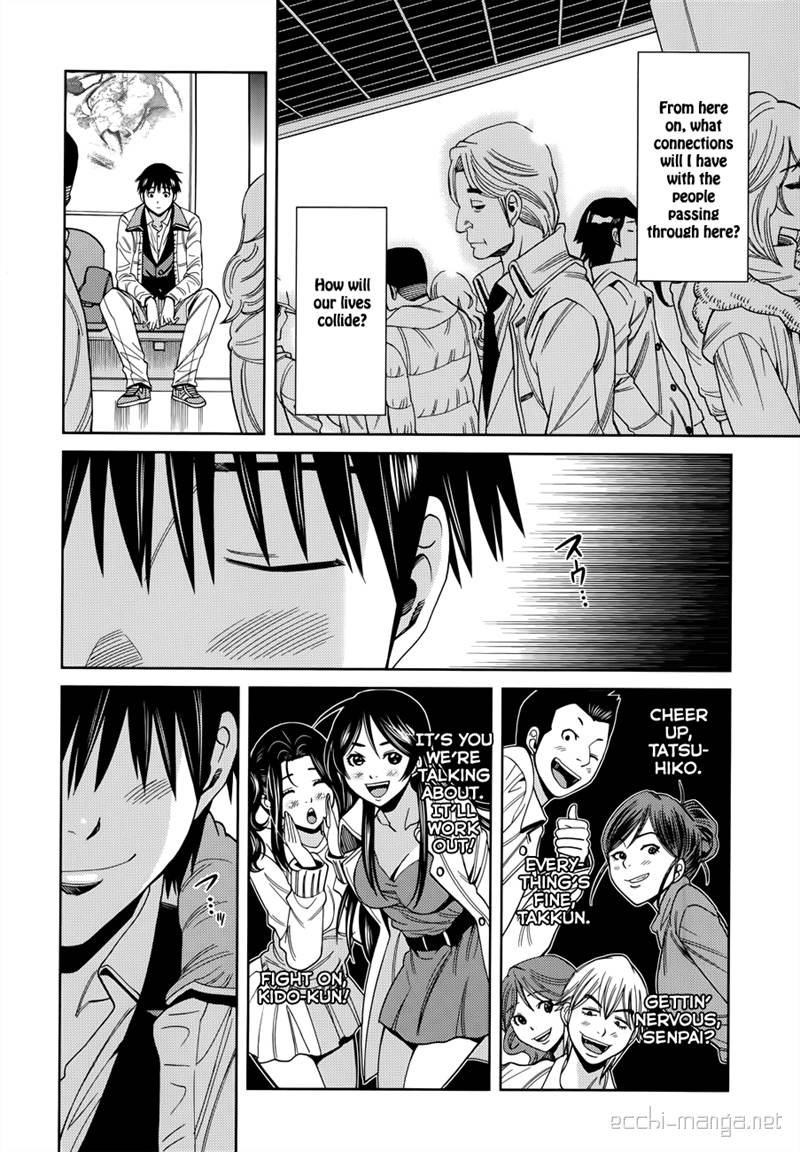 From here
on, what
connections
will I have
with the
people
passing
through here?
How will
our lives
collide?
スウ…
CHEER
UP,
TATSU-
HIKO.
EVERY-
THING'S
FINE,
TAKKUN.
GETTIN'
NERVOUS,
SENPAI?
IT'S YOU
WE'RE
TALKING
ABOUT.
IT'LL
WORK
OUT!
FIGHT ON,
KIDO-KUN!
フ…ッ
ecchi-manga.net